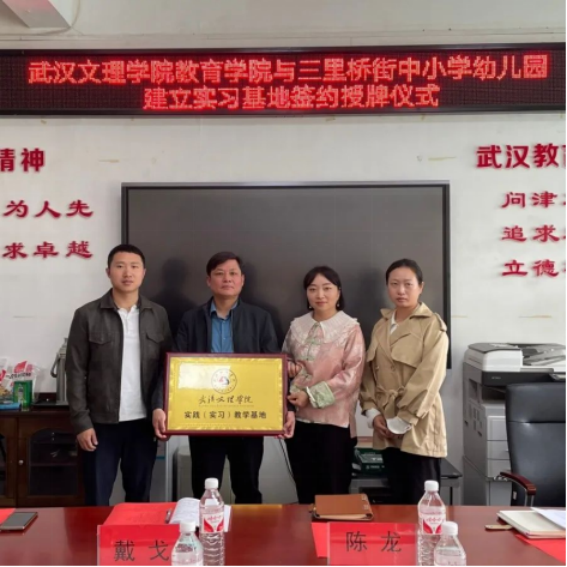 武汉文理学院教育学院与三里桥街中小学幼儿园
建立实习基地签约授牌仪式
精神
为人先
求卓越
武汉教
问津
追求
立德
武汉文理学院
实践（实习）教学基地
戴戈
陈龙